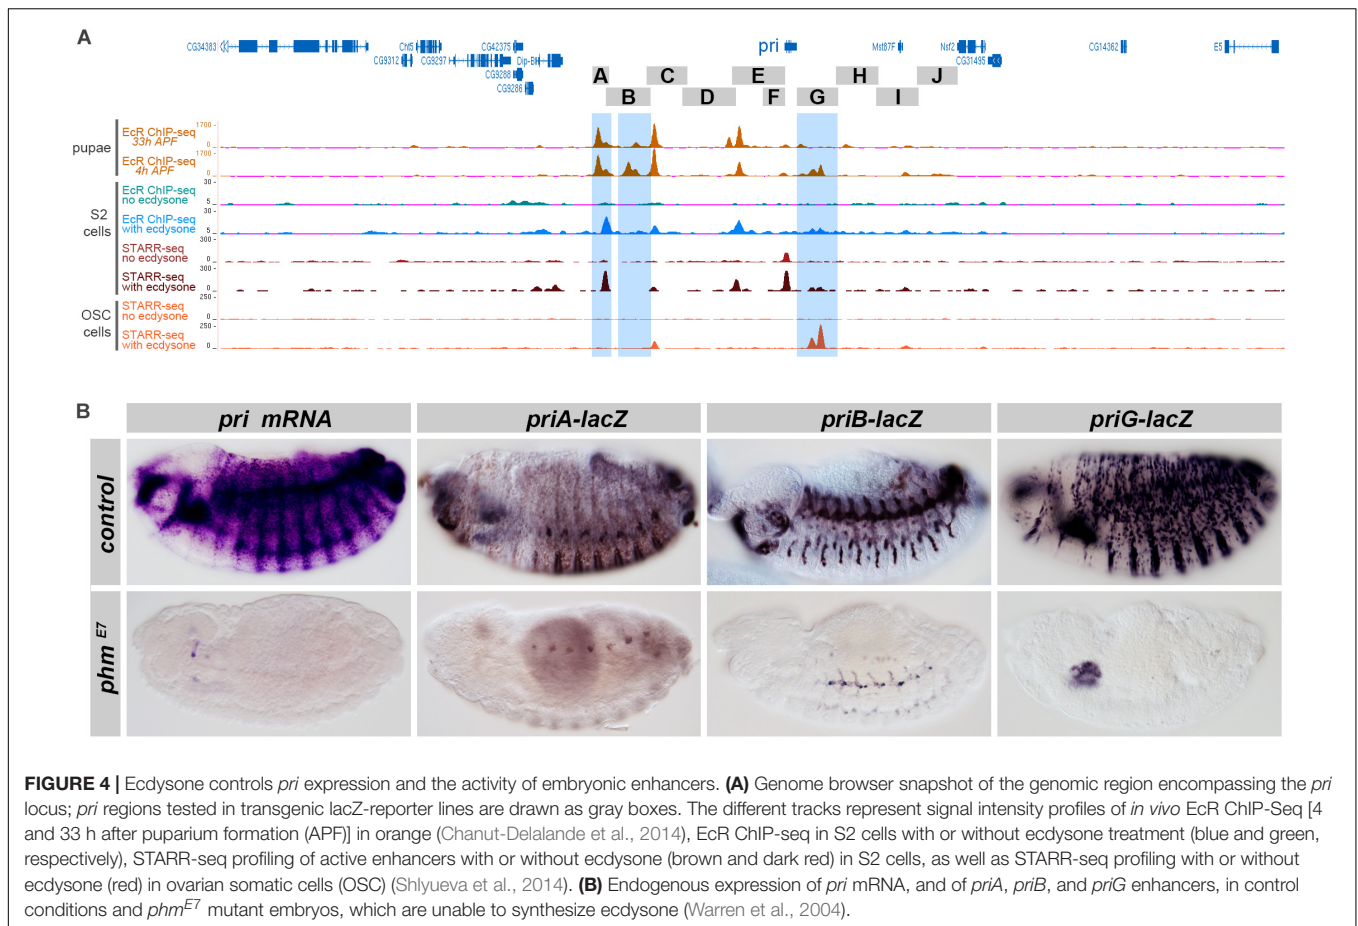 A
CG34383
Cht5
CG42375
pri
Mst87F
Nsf2
CG14362
E5
CG9312
CG9297
Dip-B
CG31495
CG9288
CG9286
A
C
E
H
J
B
D
F
G
I
pupae
EcR ChIP-seq
33h APF
1700
0
EcR ChIP-seq
4h APF
1700
0
S2
cells
EcR ChIP-seq
no ecdysone
30
5
EcR ChIP-seq
with ecdysone
30
5
STARR-seq
no ecdysone
300
0
STARR-seq
with ecdysone
300
0
OSC
cells
STARR-seq
no ecdysone
250
0
STARR-seq
with ecdysone
250
0
B
pri mRNA
priA-lacZ
priB-lacZ
priG-lacZ
control
phm E7
FIGURE 4 | Ecdysone controls pri expression and the activity of embryonic enhancers. (A) Genome browser snapshot of the genomic region encompassing the pri
locus; pri regions tested in transgenic lacZ-reporter lines are drawn as gray boxes. The different tracks represent signal intensity profiles of in vivo EcR ChIP-Seq [4
and 33 h after puparium formation (APF)] in orange (Chanut-Delalande et al., 2014), EcR ChIP-seq in S2 cells with or without ecdysone treatment (blue and green,
respectively), STARR-seq profiling of active enhancers with or without ecdysone (brown and dark red) in S2 cells, as well as STARR-seq profiling with or without
ecdysone (red) in ovarian somatic cells (OSC) (Shlyueva et al., 2014). (B) Endogenous expression of pri mRNA, and of priA, priB, and priG enhancers, in control
conditions and phmE7 mutant embryos, which are unable to synthesize ecdysone (Warren et al., 2004).